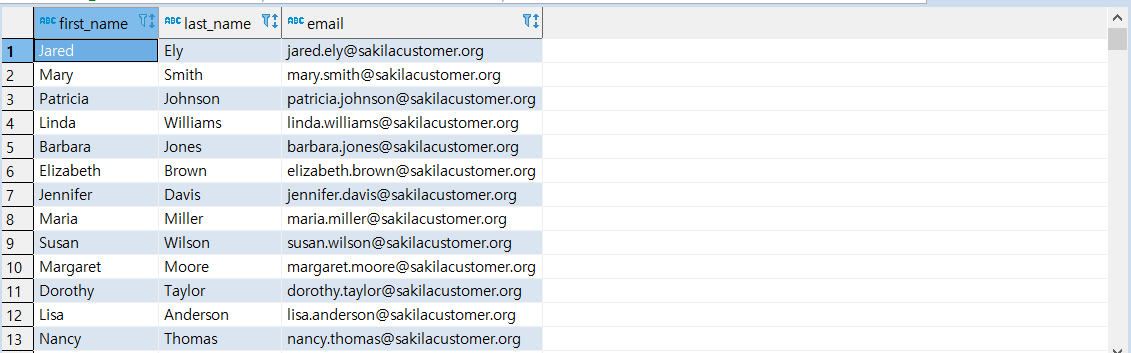 ABC first_name ABC last_name ABC email
1 Jared Ely jared.ely@sakilacustomer.org
2 Mary Smith mary.smith@sakilacustomer.org
3 Patricia Johnson patricia.johnson@sakilacustomer.org
4 Linda Williams linda.williams@sakilacustomer.org
5 Barbara Jones barbara.jones@sakilacustomer.org
6 Elizabeth Brown elizabeth.brown@sakilacustomer.org
7 Jennifer Davis jennifer.davis@sakilacustomer.org
8 Maria Miller maria.miller@sakilacustomer.org
9 Susan Wilson susan.wilson@sakilacustomer.org
10 Margaret Moore margaret.moore@sakilacustomer.org
11 Dorothy Taylor dorothy.taylor@sakilacustomer.org
12 Lisa Anderson lisa.anderson@sakilacustomer.org
13 Nancy Thomas nancy.thomas@sakilacustomer.org